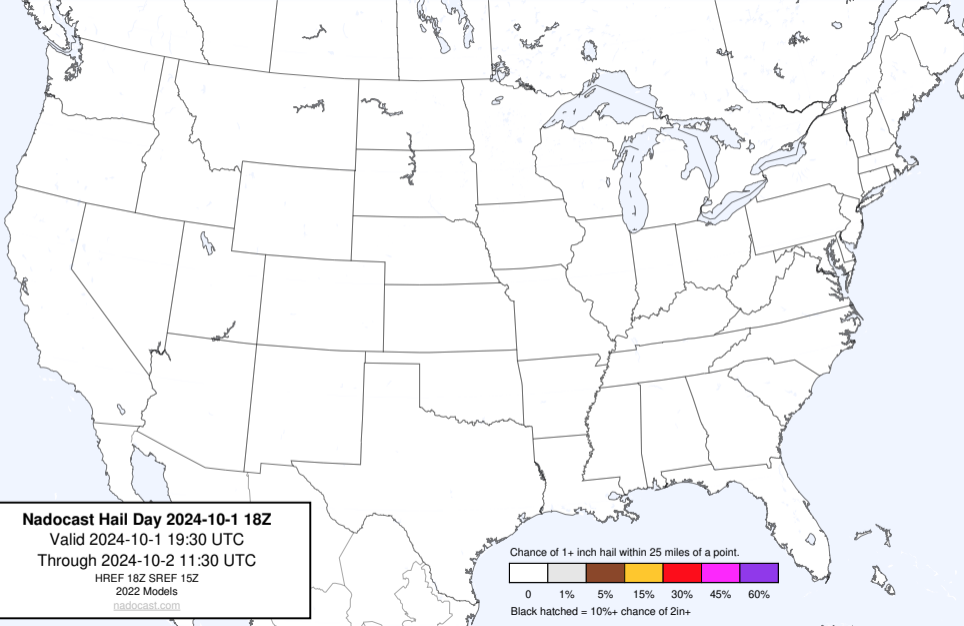 Nadocast Hail Day 2024-10-1 18Z
Valid 2024-10-1 19:30 UTC
Through 2024-10-2 11:30 UTC
HREF 18Z SREF 15Z
2022 Models
nadocast.com
Chance of 1+ inch hail within 25 miles of a point.
0 1% 5% 15% 30% 45% 60%
Black hatched = 10%+ chance of 2in+